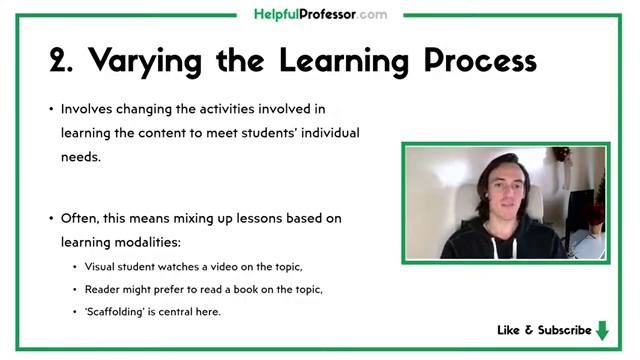 HelpfulProfessor.com
2. Varying the Learning Process
• Involves changing the activities involved in
learning the content to meet students' individual
needs.
• Often, this means mixing up lessons based on
learning modalities:
• Visual student watches a video on the topic,
• Reader might prefer to read a book on the topic,
• 'Scaffolding' is central here.
Like & Subscribe